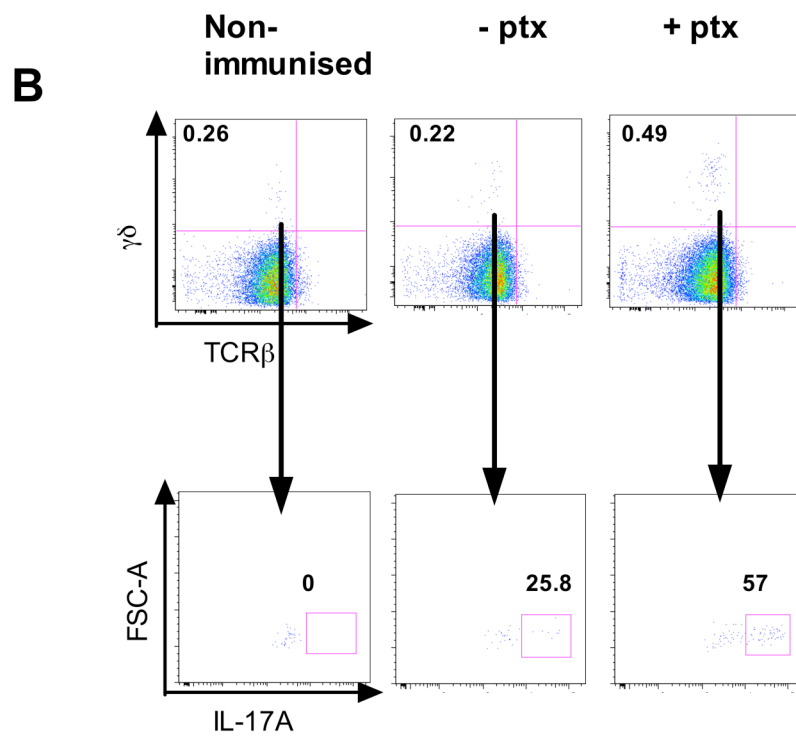 Non-
immunised
- ptx
+ ptx
B
0.26
0.22
0.49
γδ
TCRβ
0
25.8
57
FSC-A
IL-17A